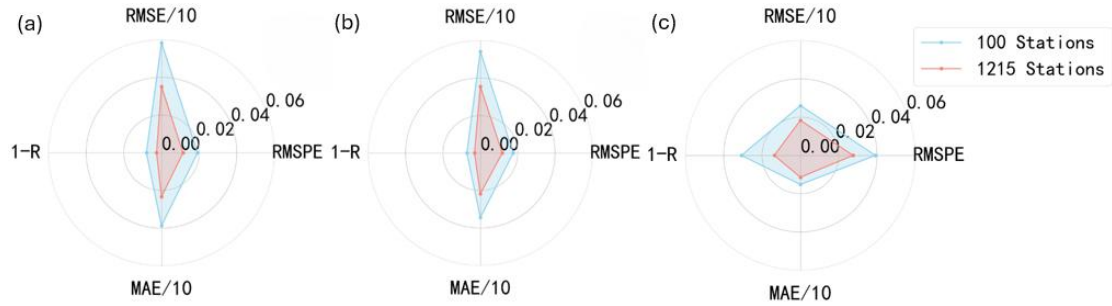 (a)
RMSE/10
0.06
0.04
0.02
0.00
1-R
RMSPE
MAE/10
(b)
RMSE/10
0.06
0.04
0.02
0.00
1-R
RMSPE
MAE/10
(c)
RMSE/10
0.06
0.04
0.02
0.00
1-R
RMSPE
MAE/10
100 Stations
1215 Stations